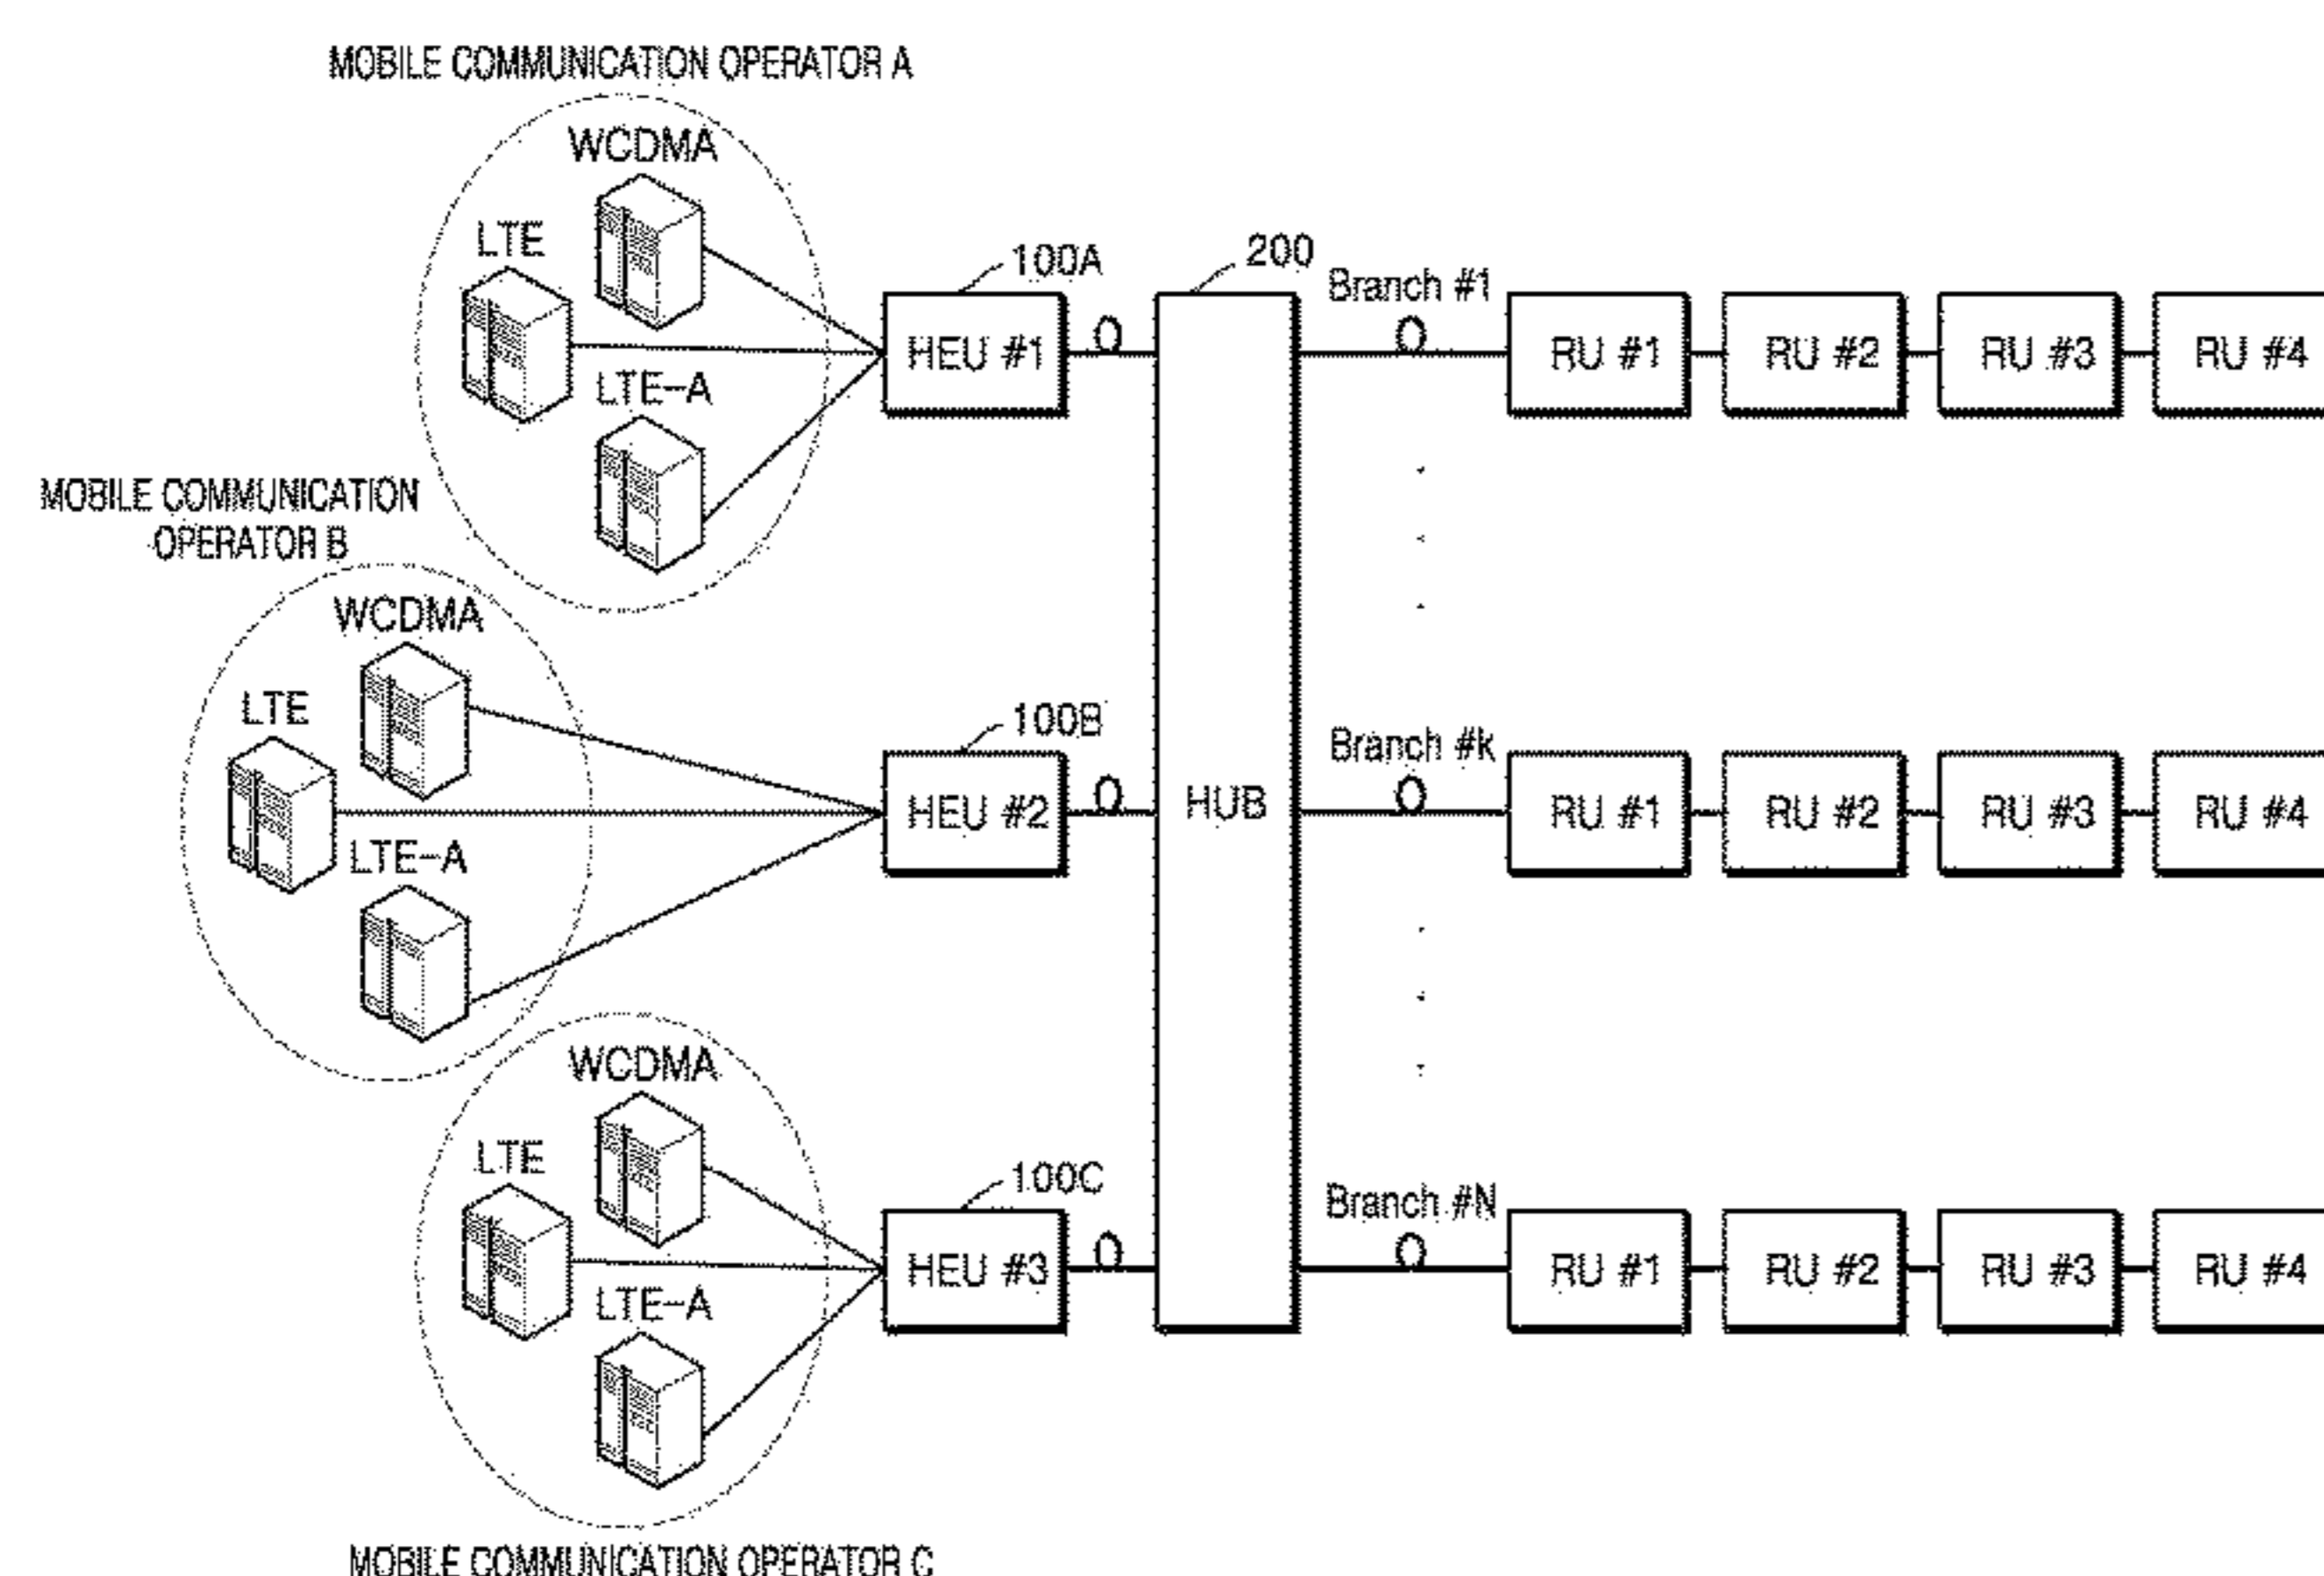 MOBILE COMMUNICATION OPERATOR A
WCDMA
LTE
LTE-A
100A
200
Branch #1
HEU #1
RU #1
RU #2
RU #3
RU #4
MOBILE COMMUNICATION
OPERATOR B
WCDMA
LTE
LTE-A
100B
Branch #k
HEU #2
HUB
RU #1
RU #2
RU #3
RU #4
WCDMA
LTE
LTE-A
100C
Branch #N
HEU #3
RU #1
RU #2
RU #3
RU #4
MOBILE COMMUNICATION OPERATOR C